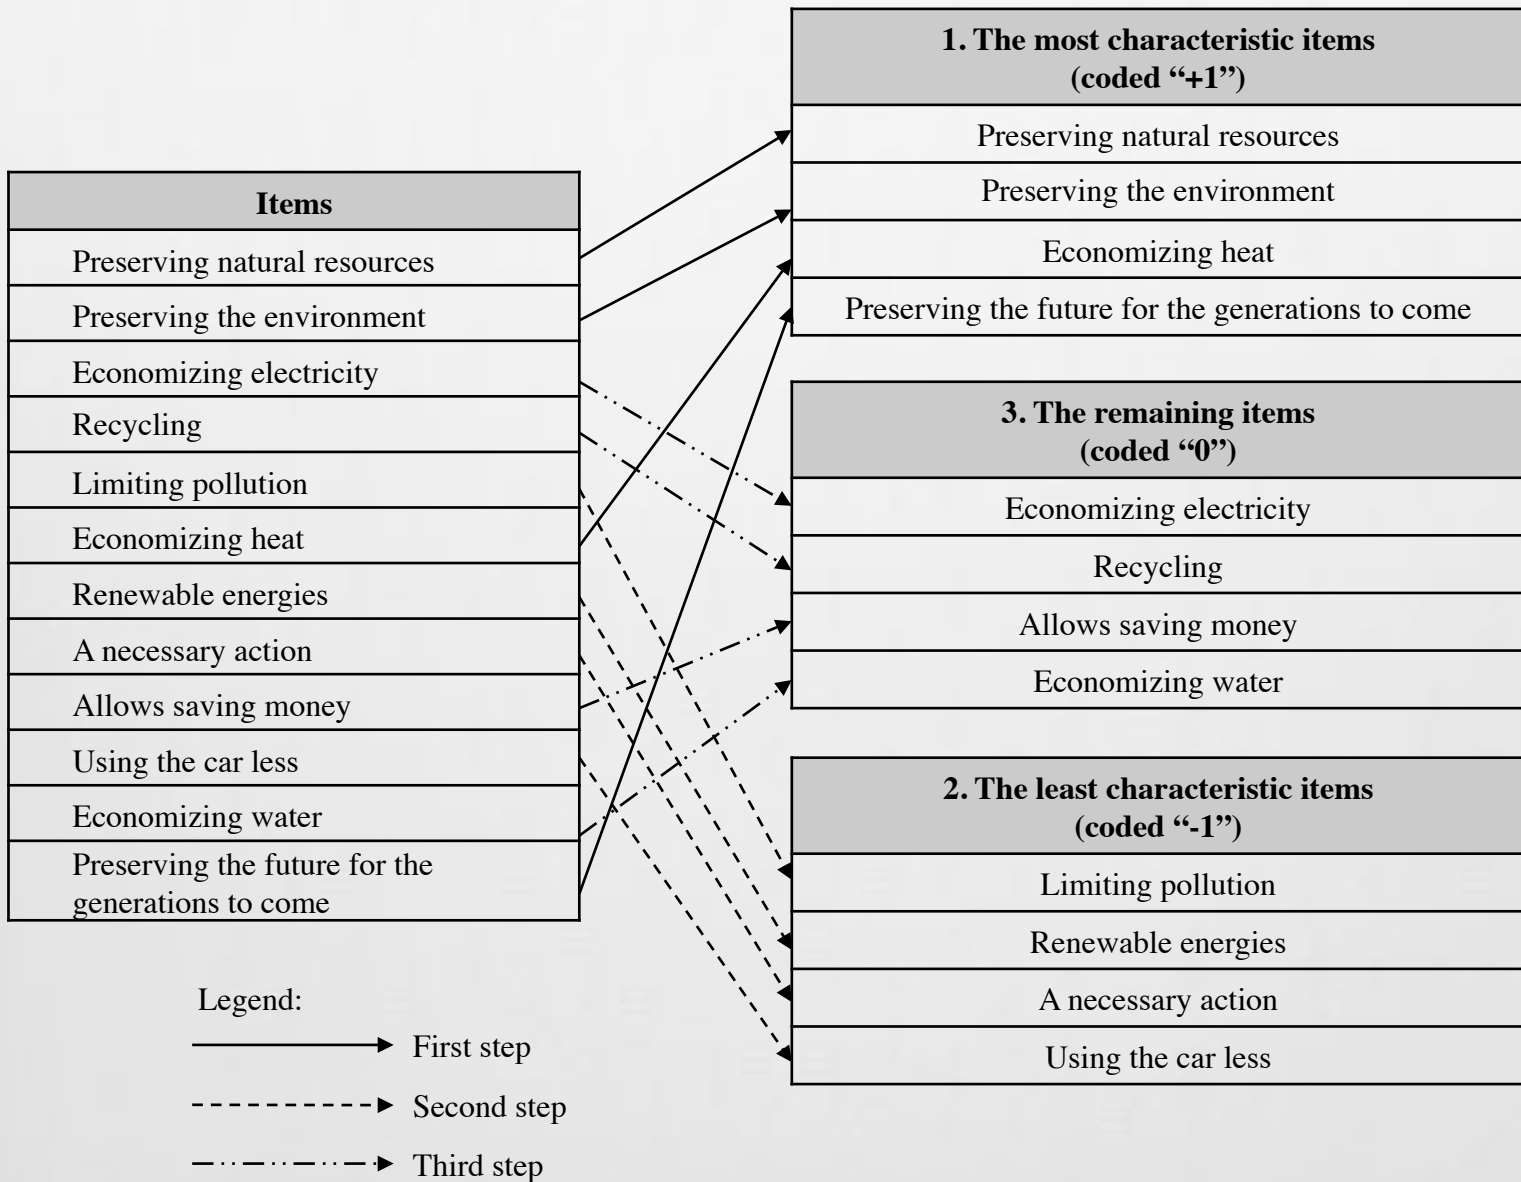 Items
Preserving natural resources
Preserving the environment
Economizing electricity
Recycling
Limiting pollution
Economizing heat
Renewable energies
A necessary action
Allows saving money
Using the car less
Economizing water
Preserving the future for the
generations to come
1. The most characteristic items
(coded “+1”)
Preserving natural resources
Preserving the environment
Economizing heat
Preserving the future for the generations to come
3. The remaining items
(coded “0”)
Economizing electricity
Recycling
Allows saving money
Economizing water
2. The least characteristic items
(coded “-1”)
Limiting pollution
Renewable energies
A necessary action
Using the car less
Legend:
First step
Second step
Third step